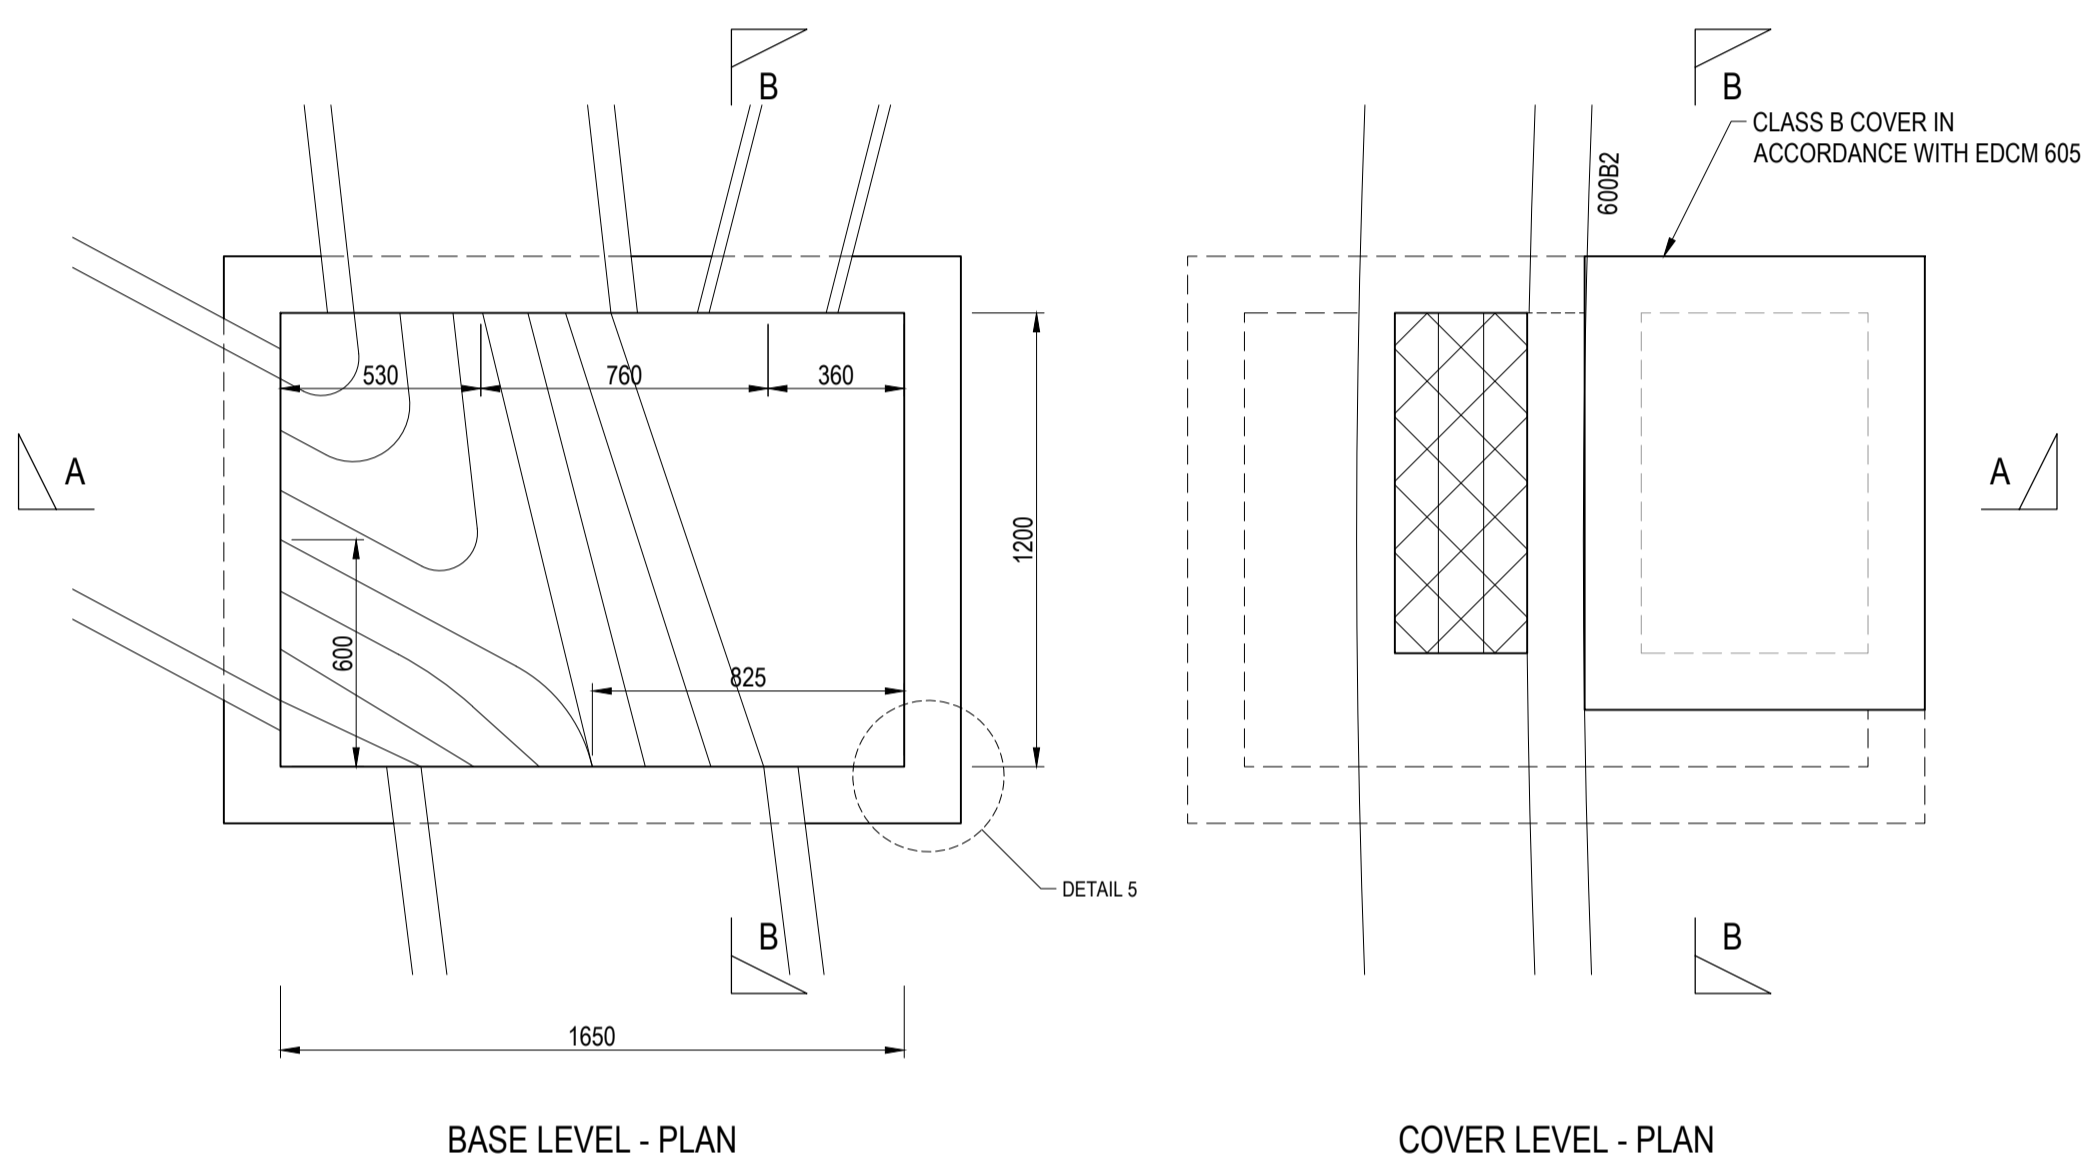 B
B
CLASS B COVER IN
ACCORDANCE WITH EDCM 605
600B2
530
760
360
A
A
1200
600
825
DETAIL 5
B
B
1650
BASE LEVEL - PLAN
COVER LEVEL - PLAN